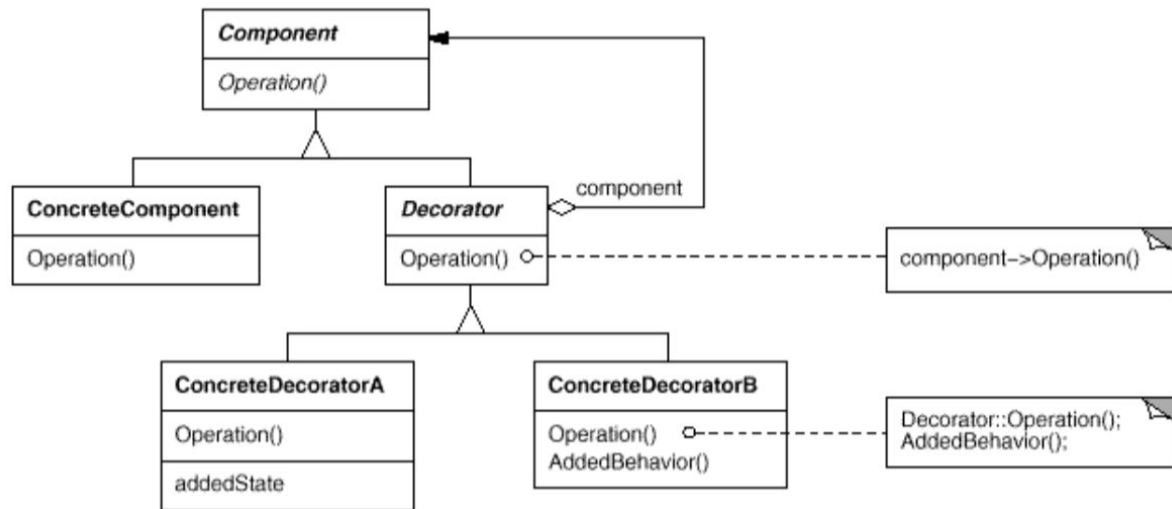 Component
Operation()
ConcreteComponent
Operation()
Decorator
Operation()
component
component->Operation()
ConcreteDecoratorA
Operation()
addedState
ConcreteDecoratorB
Operation()
AddedBehavior()
Decorator::Operation();
AddedBehavior();